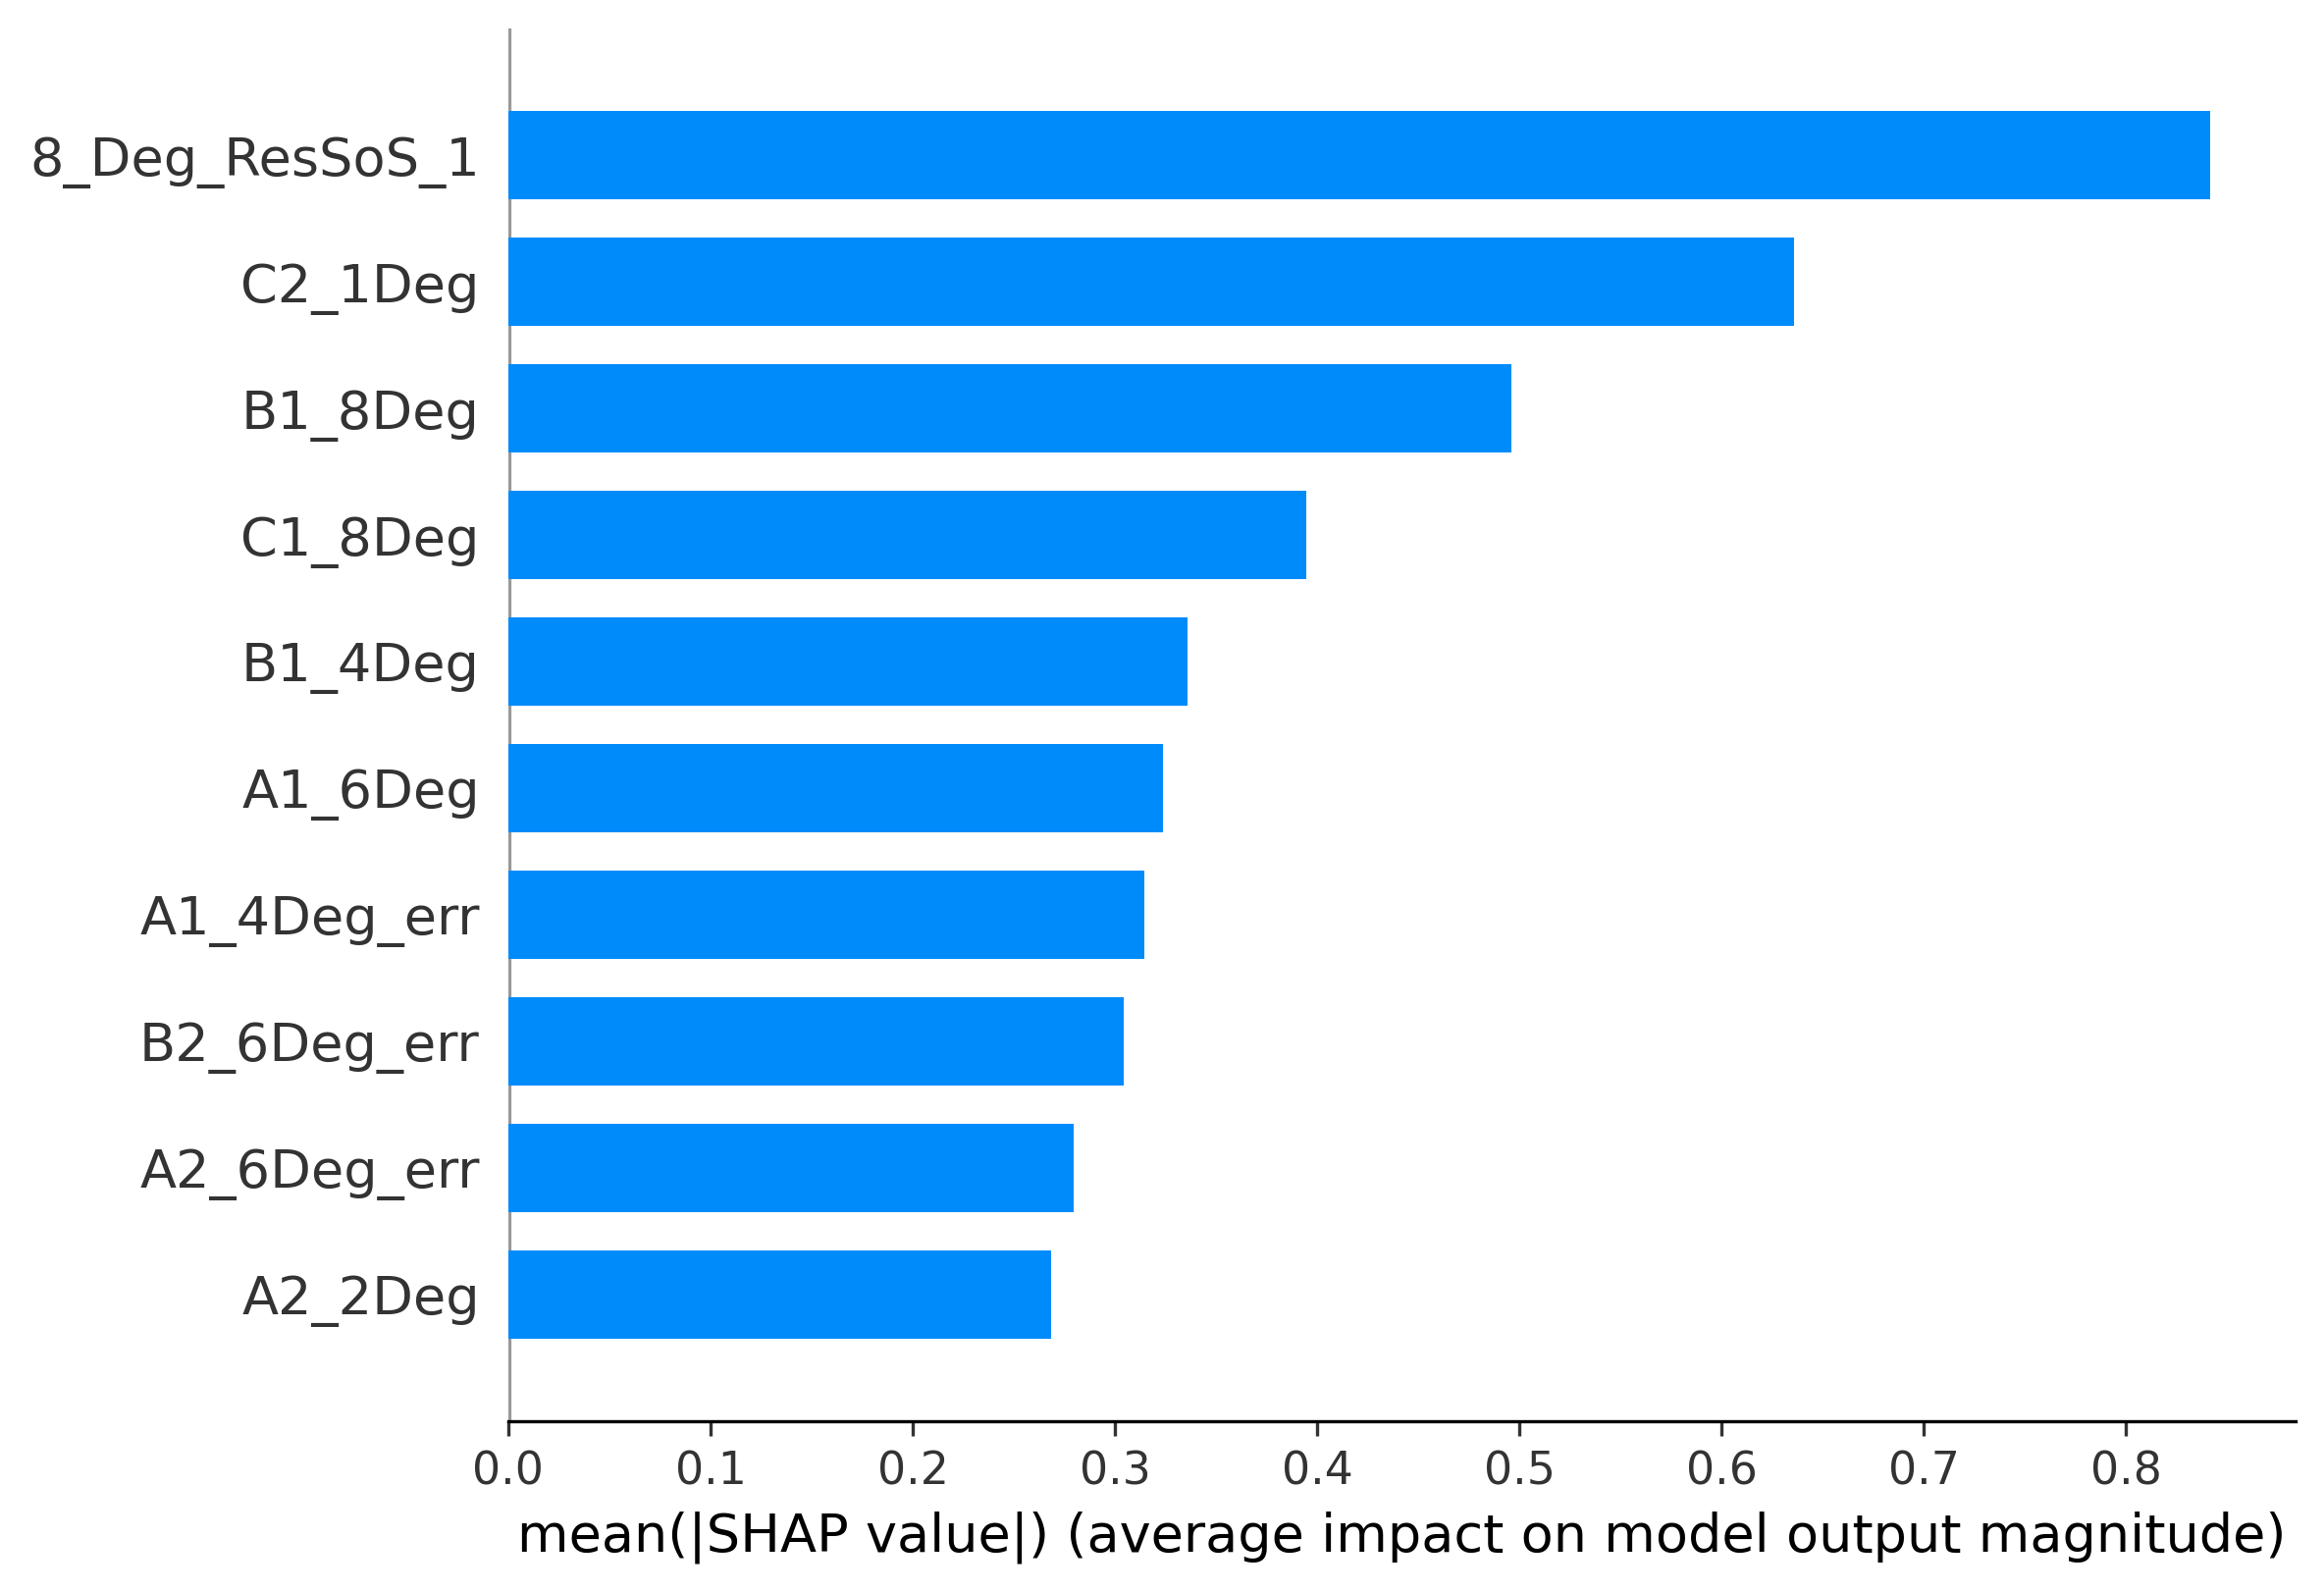 8_Deg_ResSoS_1
C2_1Deg
B1_8Deg
C1_8Deg
B1_4Deg
A1_6Deg
A1_4Deg_err
B2_6Deg_err
A2_6Deg_err
A2_2Deg
0.0 0.1 0.2 0.3 0.4 0.5 0.6 0.7 0.8
mean(|SHAP value|) (average impact on model output magnitude)